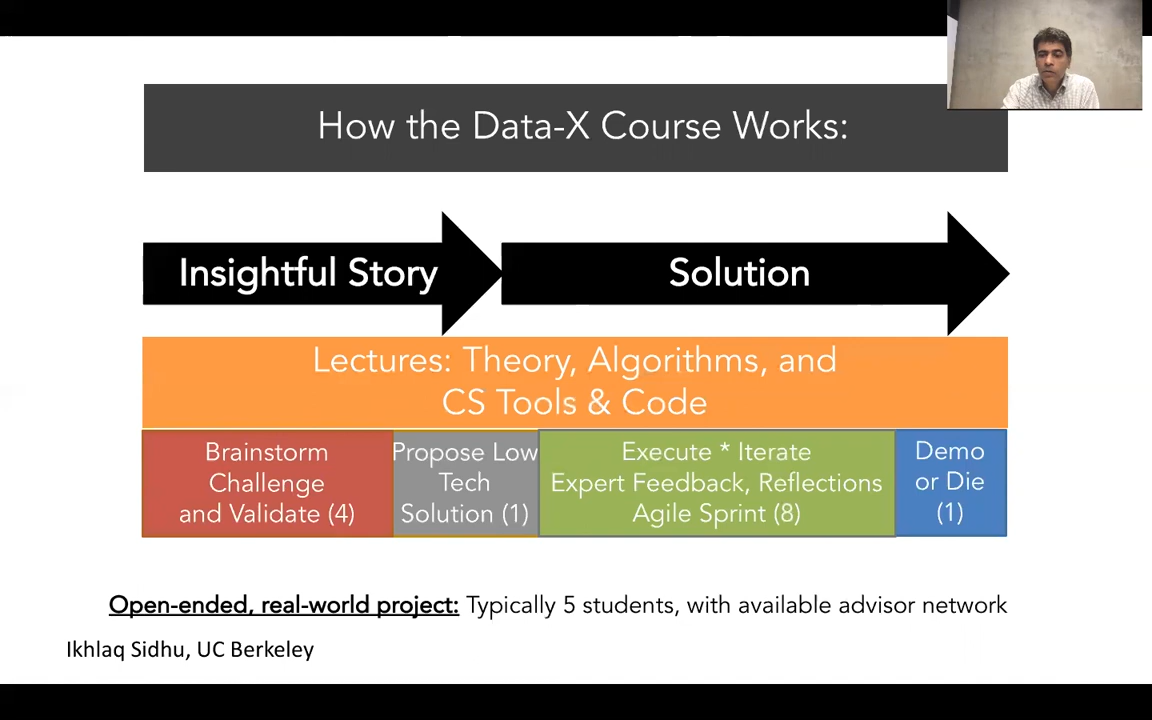 How the Data-X Course Works:
Insightful Story
Solution
Lectures: Theory, Algorithms, and
CS Tools & Code
Brainstorm
Challenge
and Validate (4)
Propose Low
Tech
Solution (1)
Execute * Iterate
Expert Feedback, Reflections
Agile Sprint (8)
Demo
or Die
(1)
Open-ended, real-world project: Typically 5 students, with available advisor network
Ikhlaq Sidhu, UC Berkeley